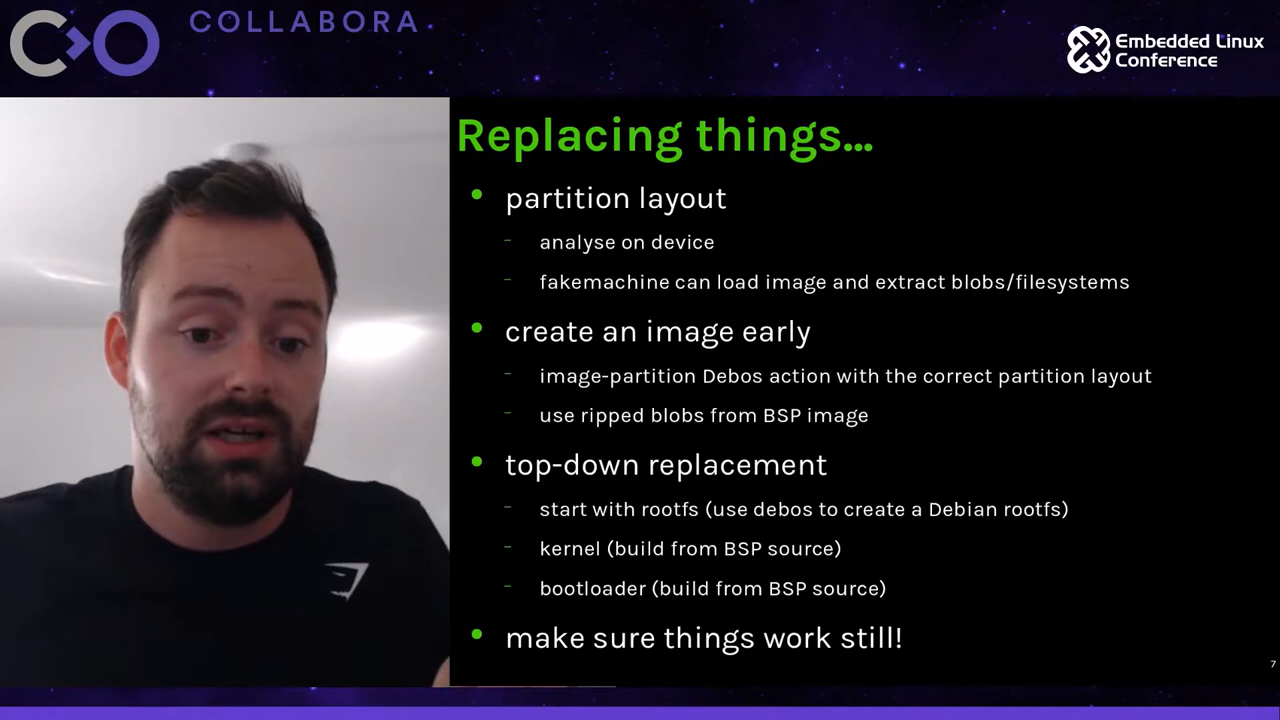 COLLABORA
Embedded Linux
Conference
Replacing things...
partition layout
analyse on device
fakemachine can load image and extract blobs/filesystems
create an image early
image-partition Debos action with the correct partition layout
use ripped blobs from BSP image
top-down replacement
start with rootfs (use debos to create a Debian rootfs)
kernel (build from BSP source)
bootloader (build from BSP source)
make sure things work still!
7